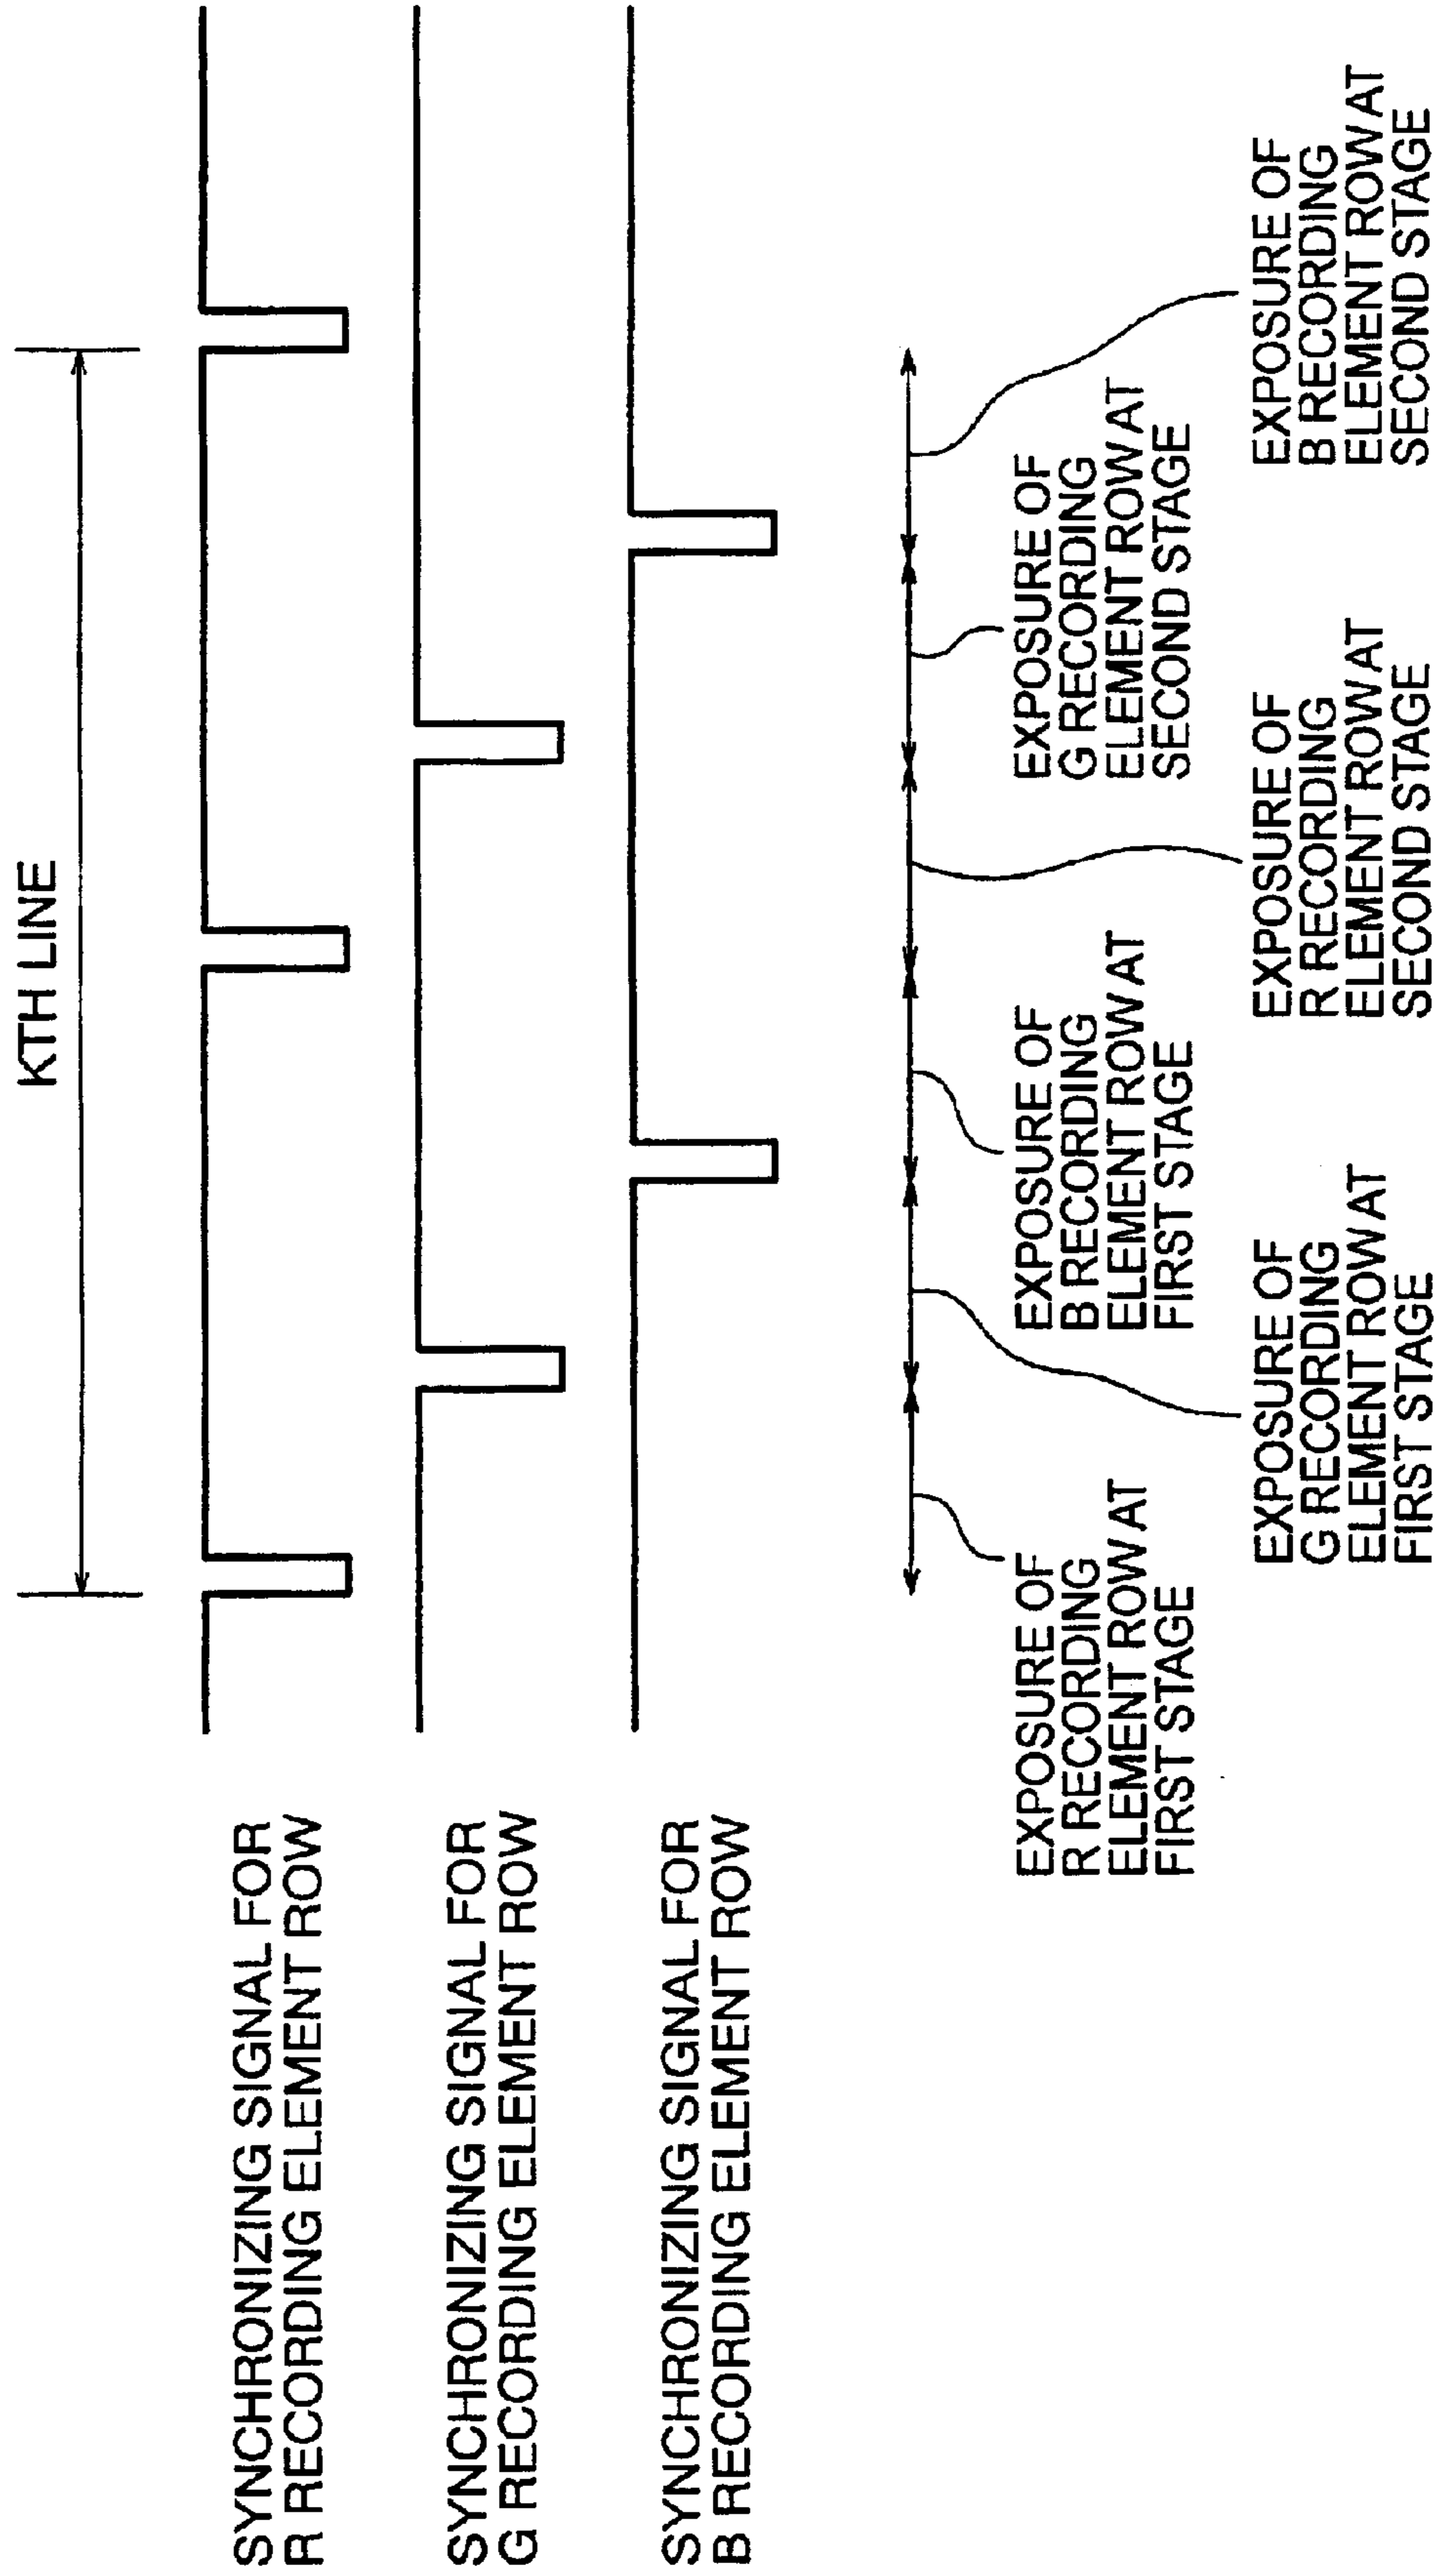 KTH LINE
SYNCHRONIZING SIGNAL FOR
R RECORDING ELEMENT ROW
SYNCHRONIZING SIGNAL FOR
G RECORDING ELEMENT ROW
SYNCHRONIZING SIGNAL FOR
B RECORDING ELEMENT ROW
EXPOSURE OF
R RECORDING
ELEMENT ROW AT
FIRST STAGE
EXPOSURE OF
G RECORDING
ELEMENT ROW AT
FIRST STAGE
EXPOSURE OF
B RECORDING
ELEMENT ROW AT
FIRST STAGE
EXPOSURE OF
R RECORDING
ELEMENT ROW AT
SECOND STAGE
EXPOSURE OF
G RECORDING
ELEMENT ROW AT
SECOND STAGE
EXPOSURE OF
B RECORDING
ELEMENT ROW AT
SECOND STAGE